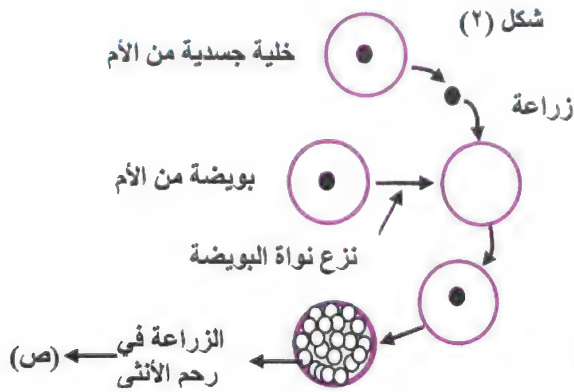 شكل (٢)
خلية جسدية من الأم
زراعة
بويضة من الأم
نزع نواة البويضة
الزراعة في
رحم الأنثى
(ص)